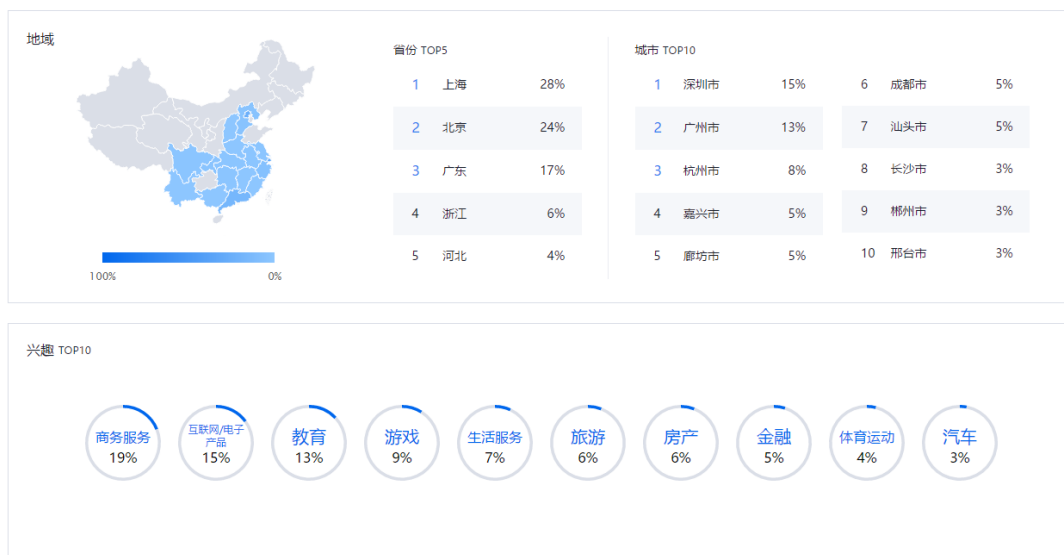 地域
省份 TOP5
1 上海 28%
2 北京 24%
3 广东 17%
4 浙江 6%
5 河北 4%
100% 0%
城市 TOP10
1 深圳市 15%
2 广州市 13%
3 杭州市 8%
4 嘉兴市 5%
5 廊坊市 5%
6 成都市 5%
7 汕头市 5%
8 长沙市 3%
9 郴州市 3%
10 邢台市 3%
兴趣 TOP10
商务服务
19%
互联网/电子
产品
15%
教育
13%
游戏
9%
生活服务
7%
旅游
6%
房产
6%
金融
5%
体育运动
4%
汽车
3%